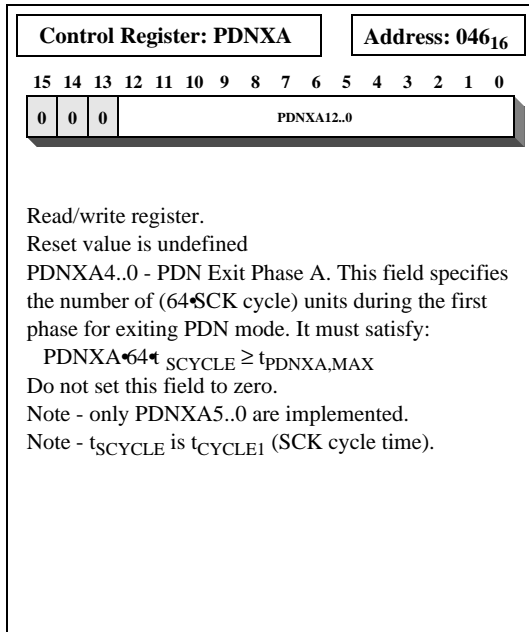 Control Register: PDNXA
Address: 046₁₆
15 14 13 12 11 10 9 8 7 6 5 4 3 2 1 0
0 0 0 PDNXA12..0
Read/write register.
Reset value is undefined
PDNXA4..0 - PDN Exit Phase A. This field specifies
the number of (64•SCK cycle) units during the first
phase for exiting PDN mode. It must satisfy:
PDNXA•64•t SCYCLE ≥ tPDNXA,MAX
Do not set this field to zero.
Note - only PDNXA5..0 are implemented.
Note - tSCYCLE is tCYCLE1 (SCK cycle time).